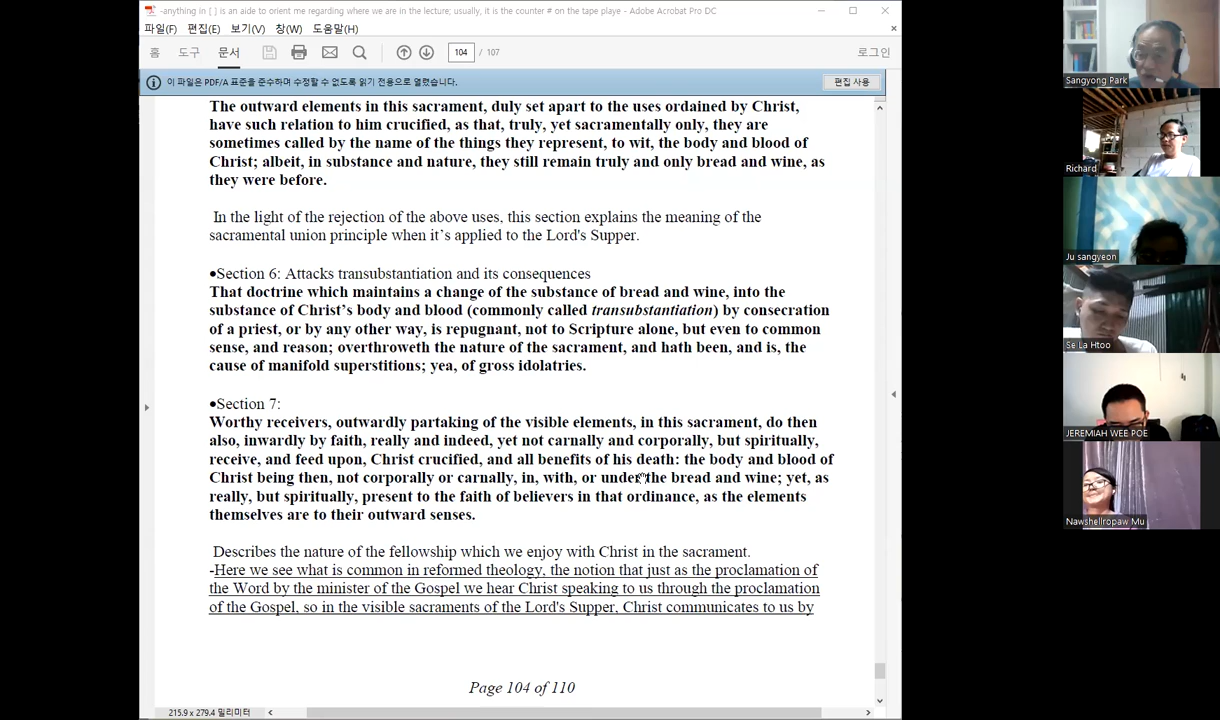 -anything in [ ] is an aide to orient me regarding where we are in the lecture; usually, it is the counter # on the tape playe - Adobe Acrobat Pro DC
파일(F) 편집(E) 보기(V) 창(W) 도움말(H)
홈 도구 문서 104 / 107 로그인
이 파일은 PDF/A 표준을 준수하며 수정할 수 없도록 읽기 전용으로 열렸습니다. 편집 사용
The outward elements in this sacrament, duly set apart to the uses ordained by Christ,
have such relation to him crucified, as that, truly, yet sacramentally only, they are
sometimes called by the name of the things they represent, to wit, the body and blood of
Christ; albeit, in substance and nature, they still remain truly and only bread and wine, as
they were before.
In the light of the rejection of the above uses, this section explains the meaning of the
sacramental union principle when it's applied to the Lord's Supper.
•Section 6: Attacks transubstantiation and its consequences
That doctrine which maintains a change of the substance of bread and wine, into the
substance of Christ's body and blood (commonly called transubstantiation) by consecration
of a priest, or by any other way, is repugnant, not to Scripture alone, but even to common
sense, and reason; overthroweth the nature of the sacrament, and hath been, and is, the
cause of manifold superstitions; yea, of gross idolatries.
•Section 7:
Worthy receivers, outwardly partaking of the visible elements, in this sacrament, do then
also, inwardly by faith, really and indeed, yet not carnally and corporally, but spiritually,
receive, and feed upon, Christ crucified, and all benefits of his death: the body and blood of
Christ being then, not corporally or carnally, in, with, or under the bread and wine; yet, as
really, but spiritually, present to the faith of believers in that ordinance, as the elements
themselves are to their outward senses.
Describes the nature of the fellowship which we enjoy with Christ in the sacrament.
-Here we see what is common in reformed theology, the notion that just as the proclamation of
the Word by the minister of the Gospel we hear Christ speaking to us through the proclamation
of the Gospel, so in the visible sacraments of the Lord's Supper, Christ communicates to us by
Page 104 of 110
215.9 x 279.4 밀리미터
Sangyong Park
Richard
Ju sangyeon
Se La Htoo
JEREMIAH WEE POE
Nawshellropaw Mu